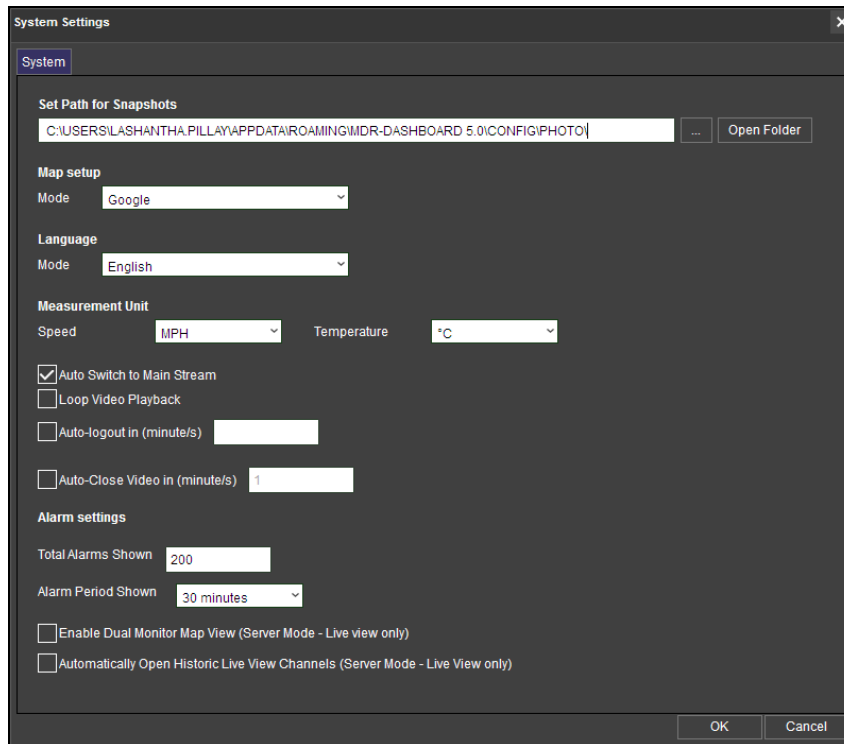 System Settings
System
Set Path for Snapshots
C:\USERS\LASHANTHA.PILLAY\APPDATA\ROAMING\MDR-DASHBOARD 5.0\CONFIG\PHOTO\
... Open Folder
Map setup
Mode Google
Language
Mode English
Measurement Unit
Speed MPH Temperature °C
Auto Switch to Main Stream
Loop Video Playback
Auto-logout in (minute/s)
Auto-Close Video in (minute/s) 1
Alarm settings
Total Alarms Shown 200
Alarm Period Shown 30 minutes
Enable Dual Monitor Map View (Server Mode - Live view only)
Automatically Open Historic Live View Channels (Server Mode - Live View only)
OK Cancel